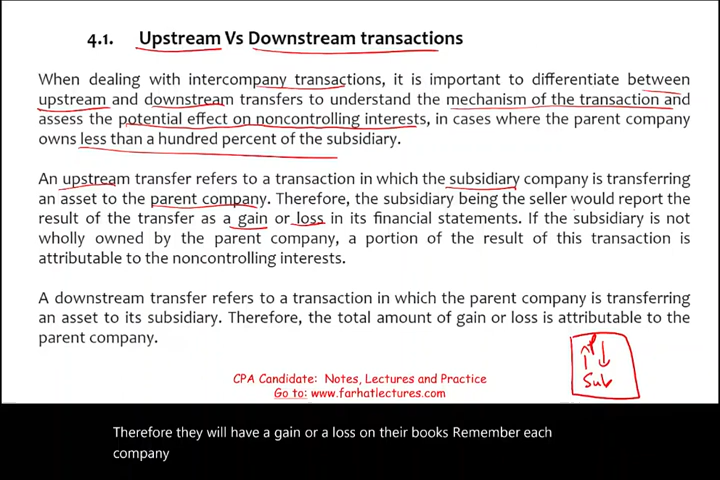 4.1. Upstream Vs Downstream transactions
When dealing with intercompany transactions, it is important to differentiate between
upstream and downstream transfers to understand the mechanism of the transaction and
assess the potential effect on noncontrolling interests, in cases where the parent company
owns less than a hundred percent of the subsidiary.
An upstream transfer refers to a transaction in which the subsidiary company is transferring
an asset to the parent company. Therefore, the subsidiary being the seller would report the
result of the transfer as a gain or loss in its financial statements. If the subsidiary is not
wholly owned by the parent company, a portion of the result of this transaction is
attributable to the noncontrolling interests.
A downstream transfer refers to a transaction in which the parent company is transferring
an asset to its subsidiary. Therefore, the total amount of gain or loss is attributable to the
parent company.
P
Sub
CPA Candidate: Notes, Lectures and Practice
Go to: www.farhatlectures.com
Therefore they will have a gain or a loss on their books Remember each
company